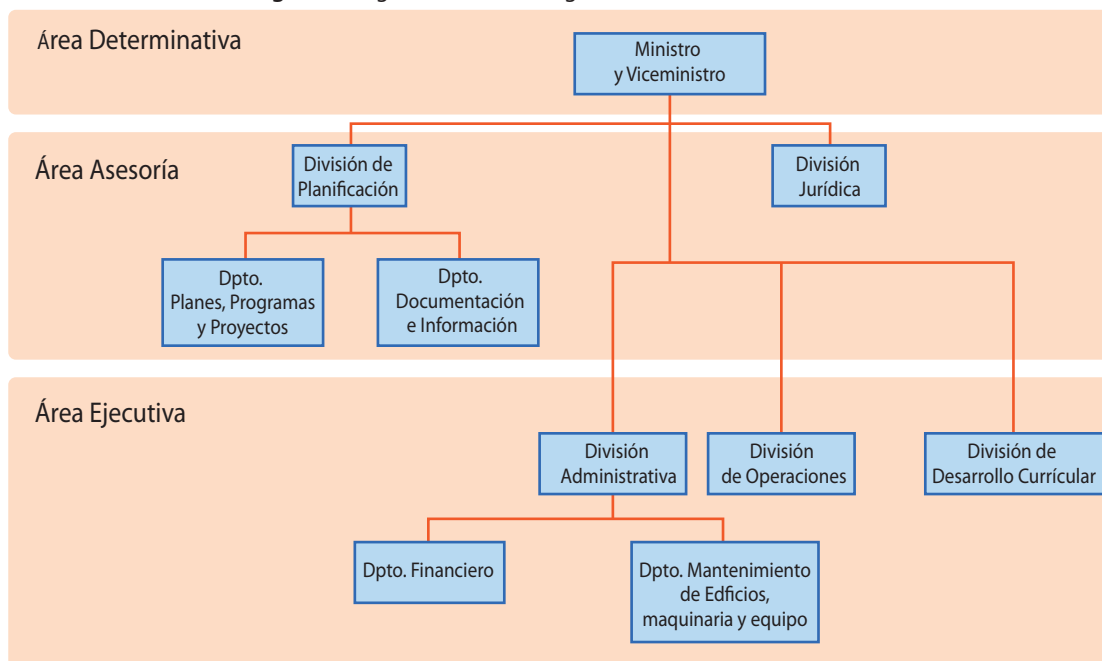 Área Determinativa
Ministro
y Viceministro
Área Asesoría
División de
Planificación
División
Jurídica
Dpto.
Planes, Programas
y Proyectos
Dpto.
Documentación
e Información
Área Ejecutiva
División
Administrativa
División
de Operaciones
División de
Desarrollo Currícular
Dpto. Financiero
Dpto. Mantenimiento
de Edficios,
maquinaria y equipo